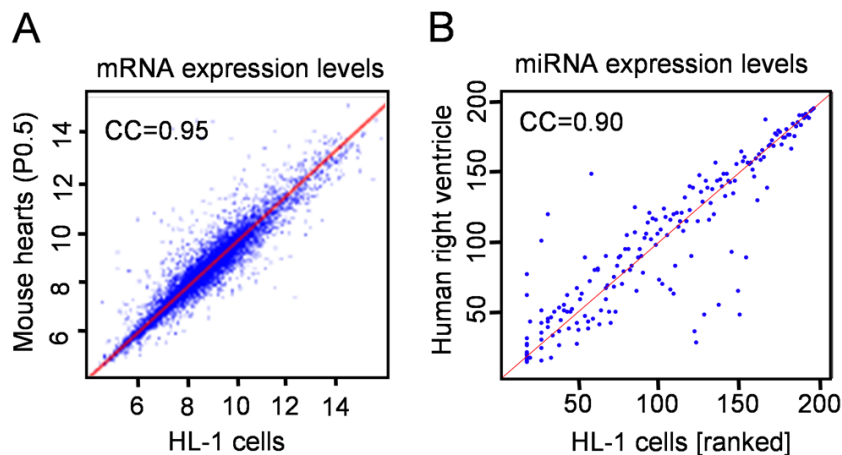 A
mRNA expression levels
CC=0.95
Mouse hearts (P0.5)
14
12
10
8
6
6 8 10 12 14
HL-1 cells
B
miRNA expression levels
CC=0.90
Human right ventricle
200
150
100
50
50 100 150 200
HL-1 cells [ranked]